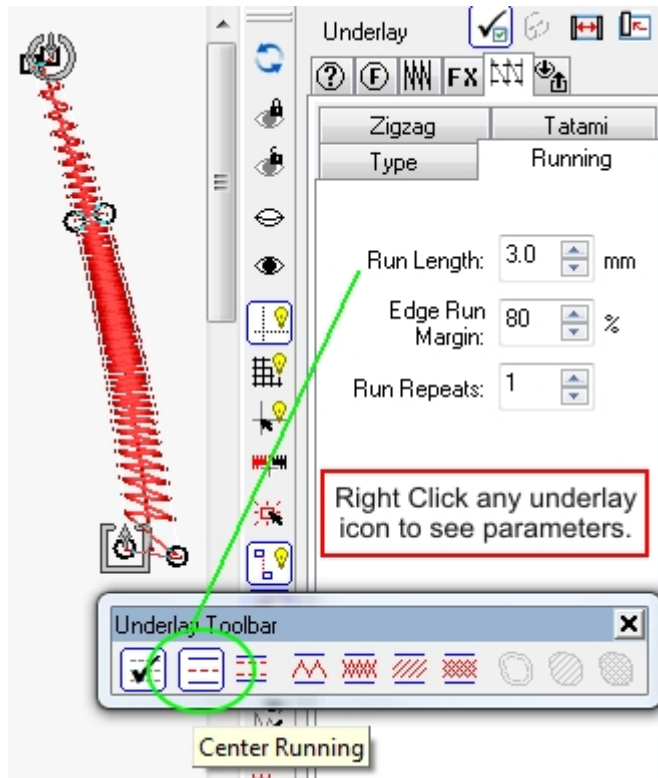 Underlay
? F FX
Zigzag Tatami
Type Running
Run Length: 3.0 mm
Edge Run Margin: 80 %
Run Repeats: 1
Right Click any underlay
icon to see parameters.
Underlay Toolbar
Center Running